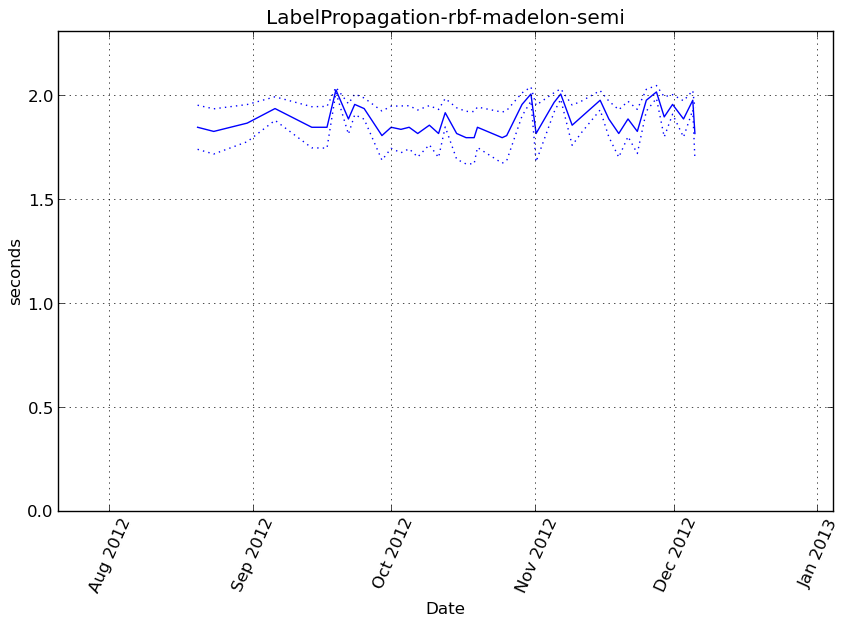 LabelPropagation-rbf-madelon-semi
2.0
1.5
1.0
0.5
0.0
seconds
Aug 2012
Sep 2012
Oct 2012
Nov 2012
Dec 2012
Jan 2013
Date